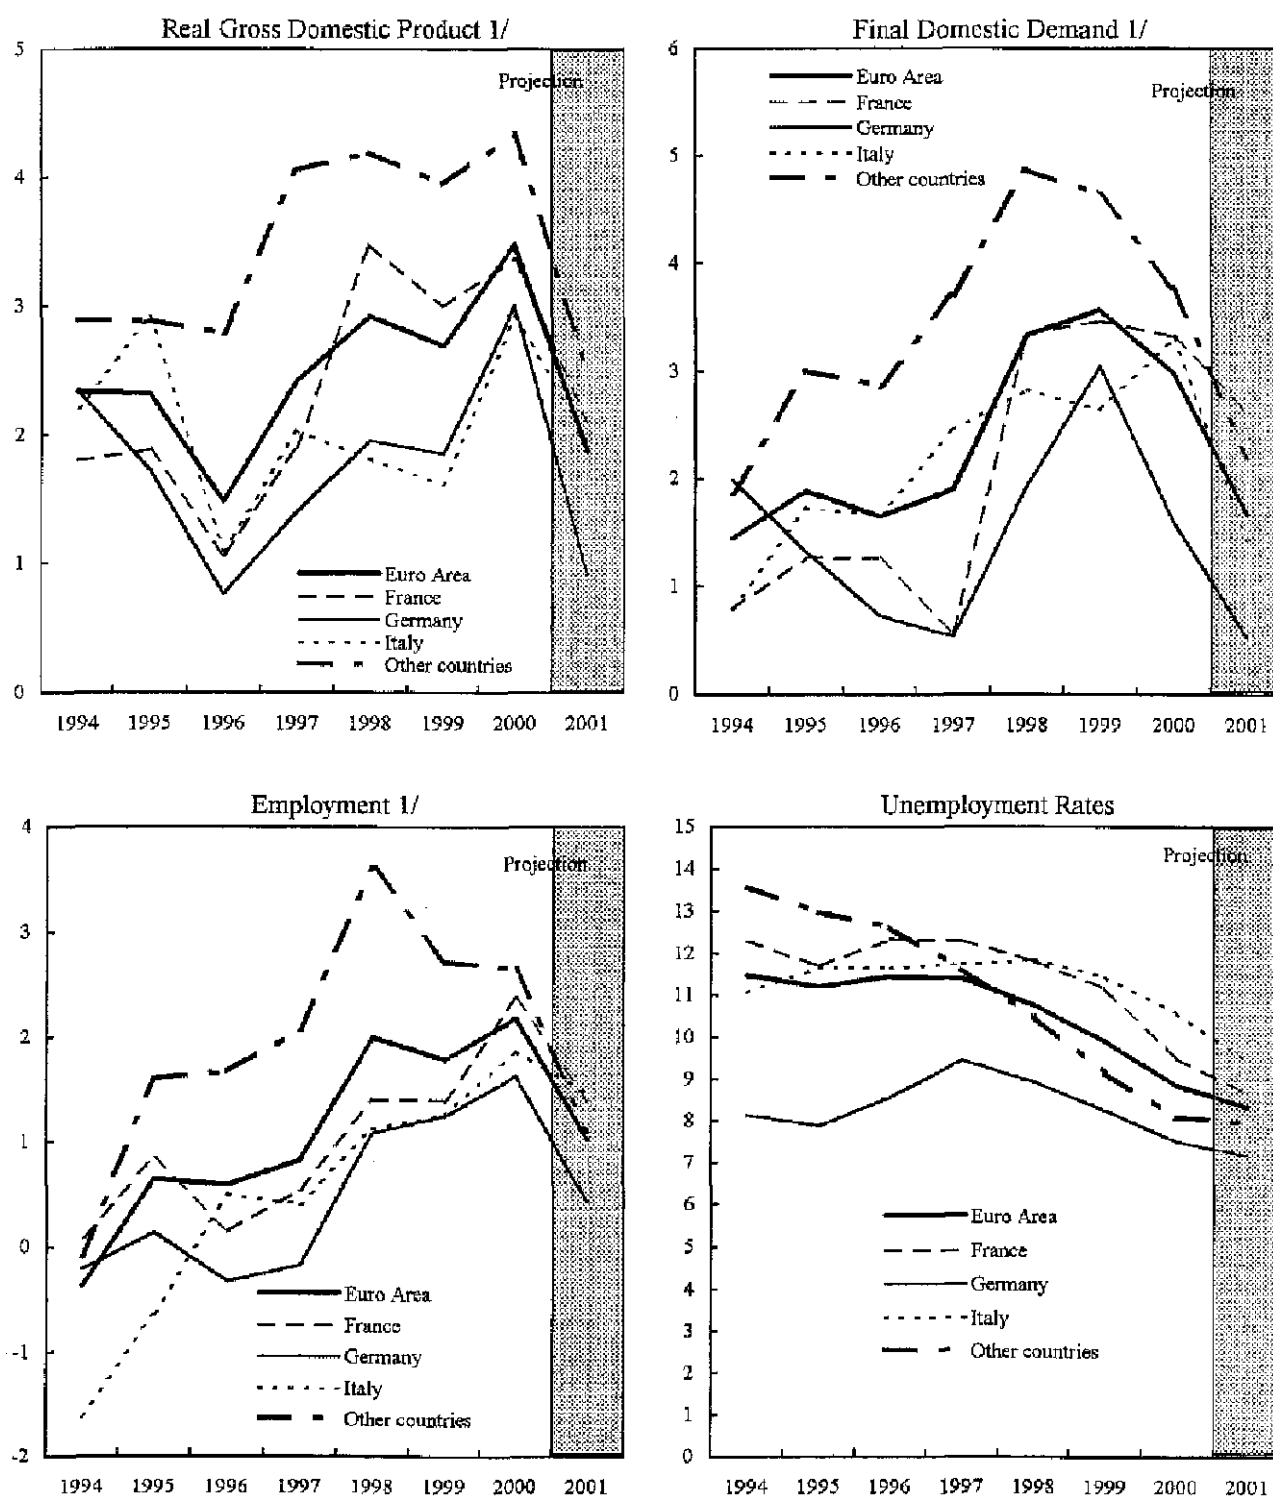 Real Gross Domestic Product 1/
5
4
3
2
1
0
Projection
Euro Area
France
Germany
Italy
Other countries
1994 1995 1996 1997 1998 1999 2000 2001
Final Domestic Demand 1/
6
5
4
3
2
1
0
Euro Area
France
Germany
Italy
Other countries
Projection
1994 1995 1996 1997 1998 1999 2000 2001
Employment 1/
4
3
2
1
0
-1
-2
Projection
Euro Area
France
Germany
Italy
Other countries
1994 1995 1996 1997 1998 1999 2000 2001
Unemployment Rates
15
14
13
12
11
10
9
8
7
6
5
4
3
2
1
0
Projection
Euro Area
France
Germany
Italy
Other countries
1994 1995 1996 1997 1998 1999 2000 2001